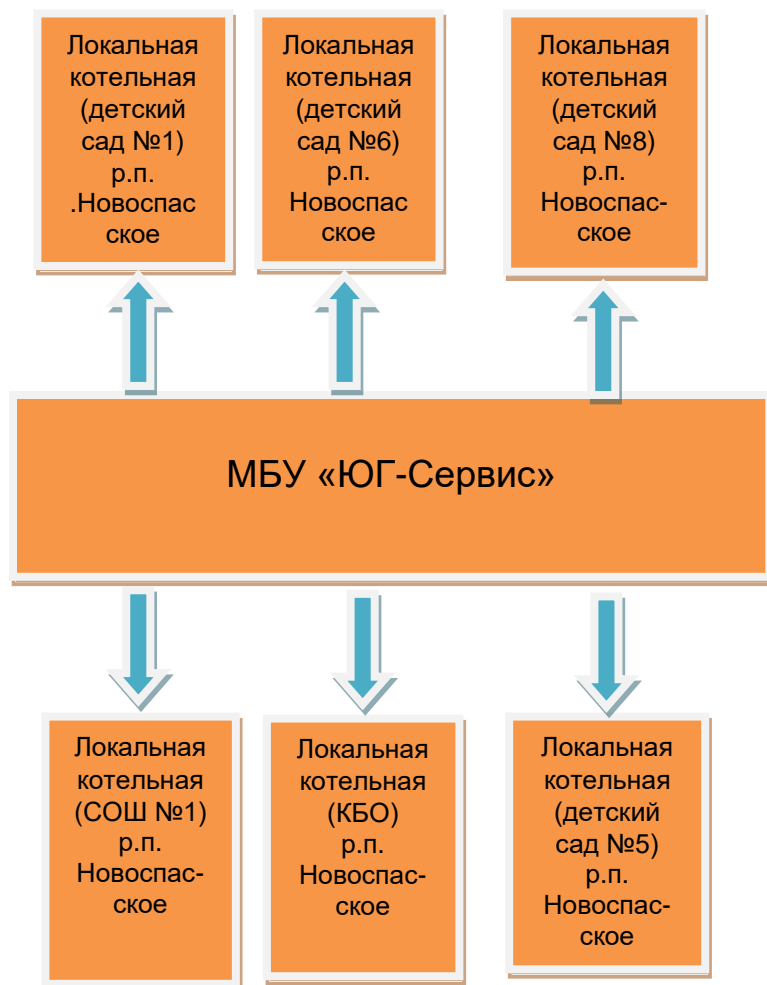 Локальная
котельная
(детский
сад №1)
р.п.
.Новоспас
ское
Локальная
котельная
(детский
сад №6)
р.п.
Новоспас
ское
Локальная
котельная
(детский
сад №8)
р.п.
Новоспас-
ское
МБУ «ЮГ-Сервис»
Локальная
котельная
(СОШ №1)
р.п.
Новоспас-
ское
Локальная
котельная
(КБО)
р.п.
Новоспас-
ское
Локальная
котельная
(детский
сад №5)
р.п.
Новоспас-
ское